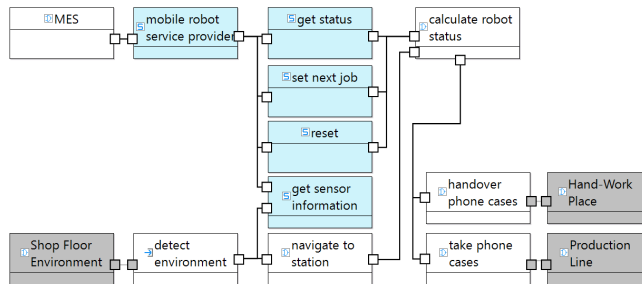 MES
mobile robot
service provider
get status
calculate robot
status
set next job
reset
get sensor
information
handover
phone cases
Hand-Work
Place
Shop Floor
Environment
detect
environment
navigate to
station
take phone
cases
Production
Line